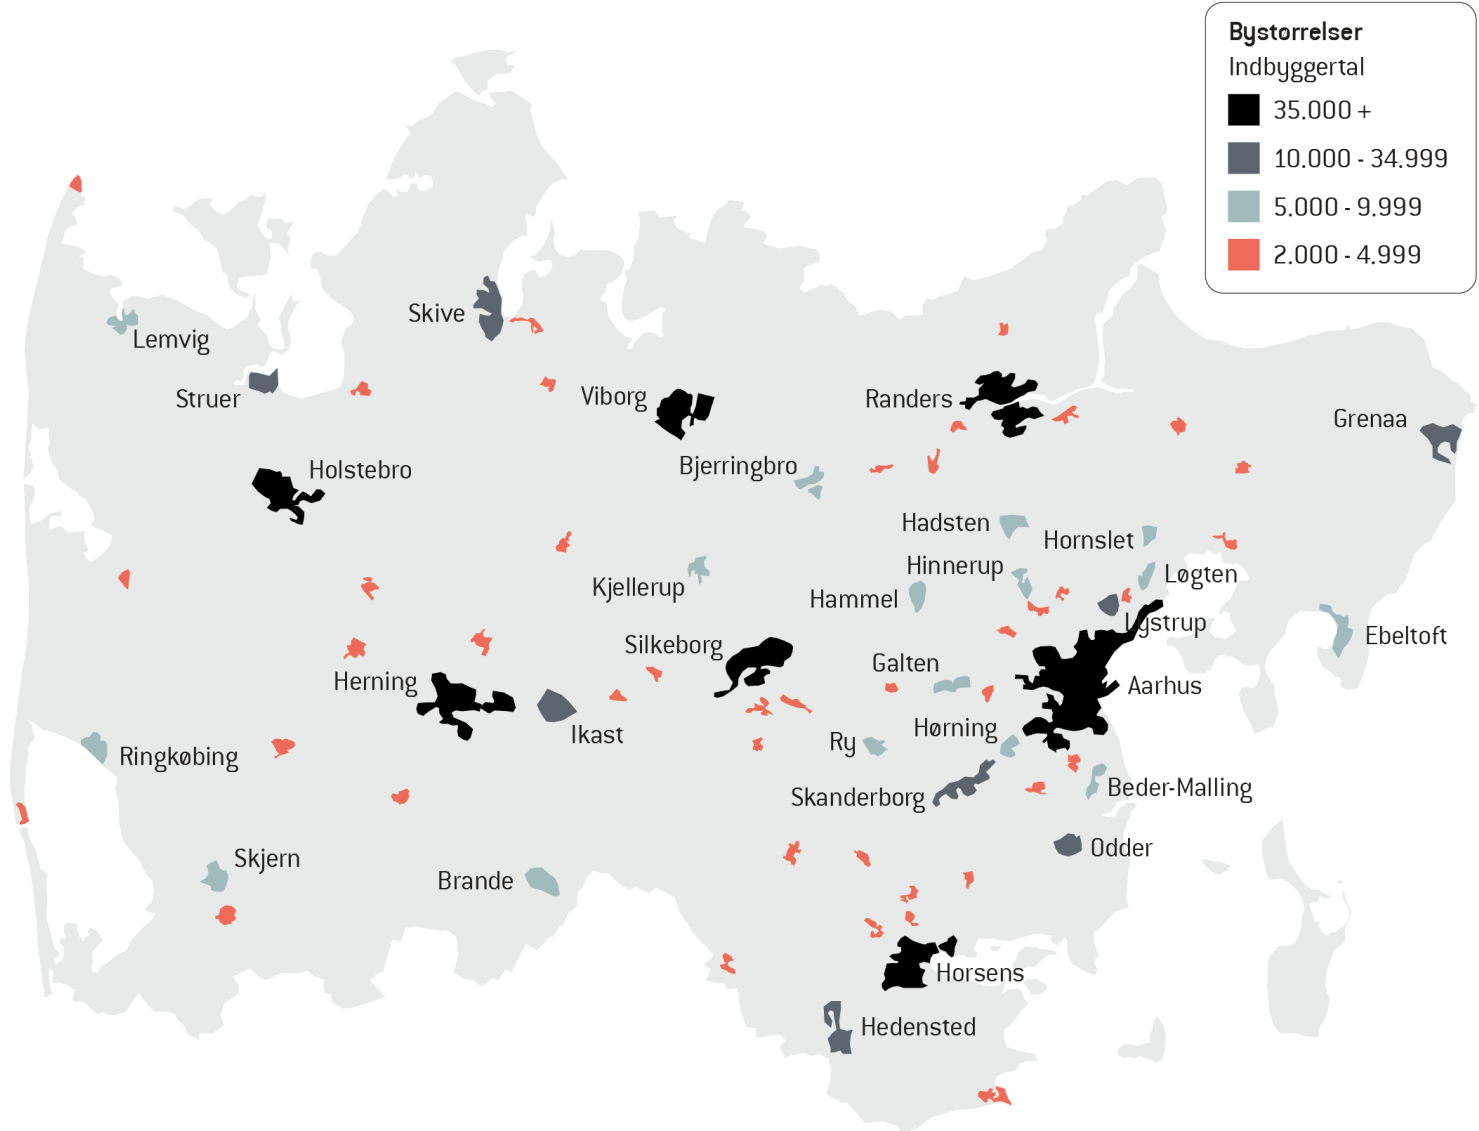 Bystørrelser
Indbyggertal
35.000 +
10.000 - 34.999
5.000 - 9.999
2.000 - 4.999
Skive
Lemvig
Struer
Viborg
Randers
Grenaa
Holstebro
Bjerringbro
Hadsten
Hornslet
Hinnerup
Løgten
Kjellerup
Hammel
Lystrup
Ebeltoft
Silkeborg
Galten
Herning
Aarhus
Ikast
Hørning
Ry
Ringkøbing
Skanderborg
Beder-Malling
Odder
Skjern
Brande
Horsens
Hedensted